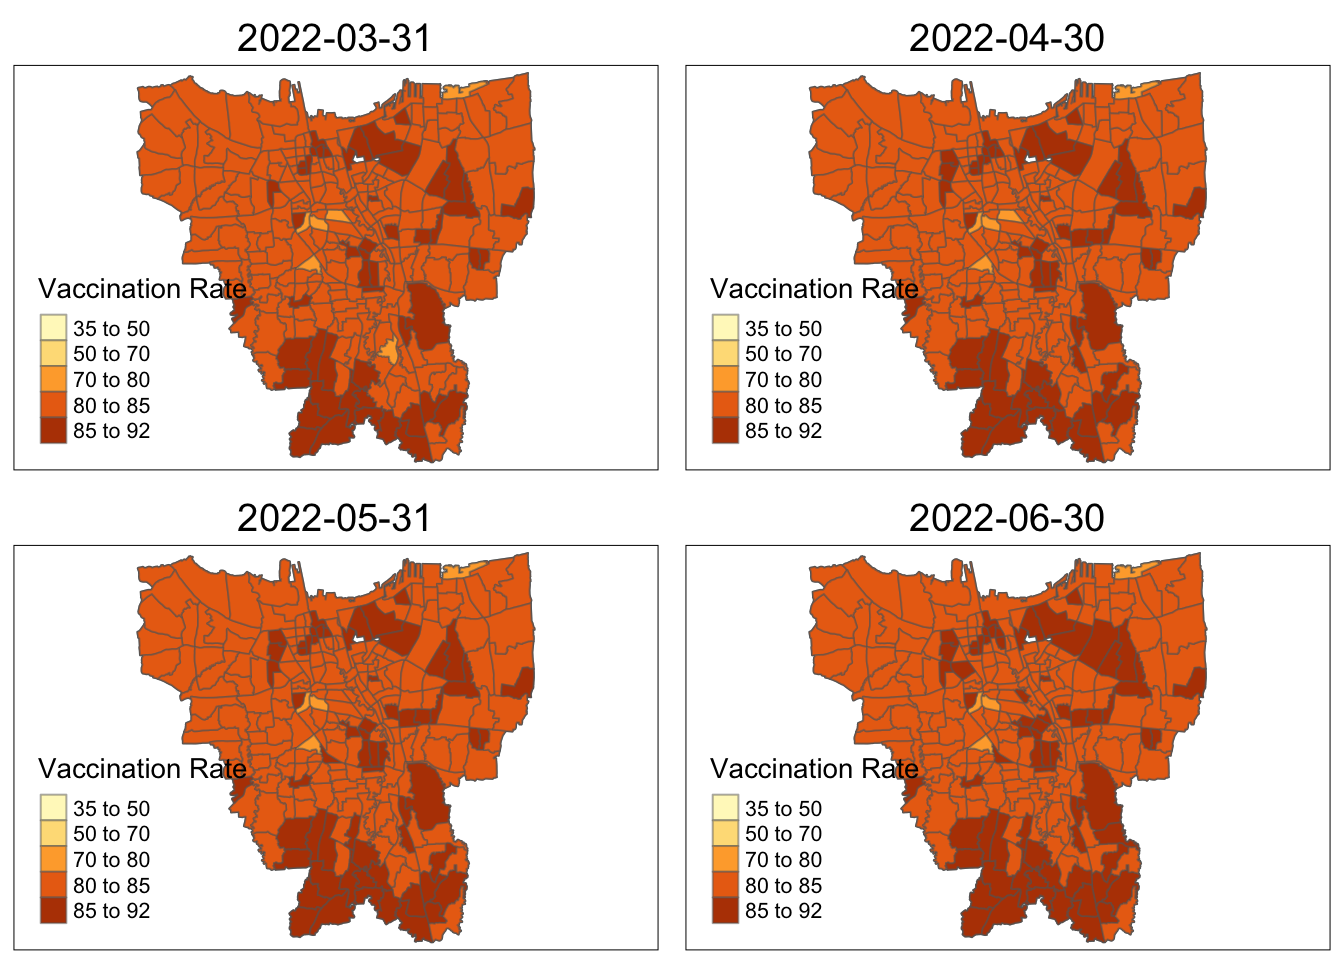 2022-03-31
Vaccination Rate
35 to 50
50 to 70
70 to 80
80 to 85
85 to 92
2022-04-30
Vaccination Rate
35 to 50
50 to 70
70 to 80
80 to 85
85 to 92
2022-05-31
Vaccination Rate
35 to 50
50 to 70
70 to 80
80 to 85
85 to 92
2022-06-30
Vaccination Rate
35 to 50
50 to 70
70 to 80
80 to 85
85 to 92